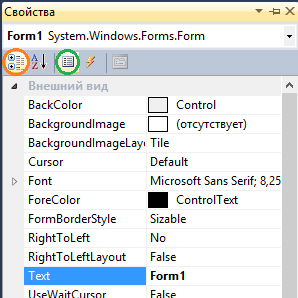 Свойства
Form1 System.Windows.Forms.Form
A Z
Внешний вид
BackColor Control
BackgroundImage (отсутствует)
BackgroundImageLayo Tile
Cursor Default
Font Microsoft Sans Serif; 8,25
ForeColor ControlText
FormBorderStyle Sizable
RightToLeft No
RightToLeftLayout False
Text Form1
UseWaitCursor False